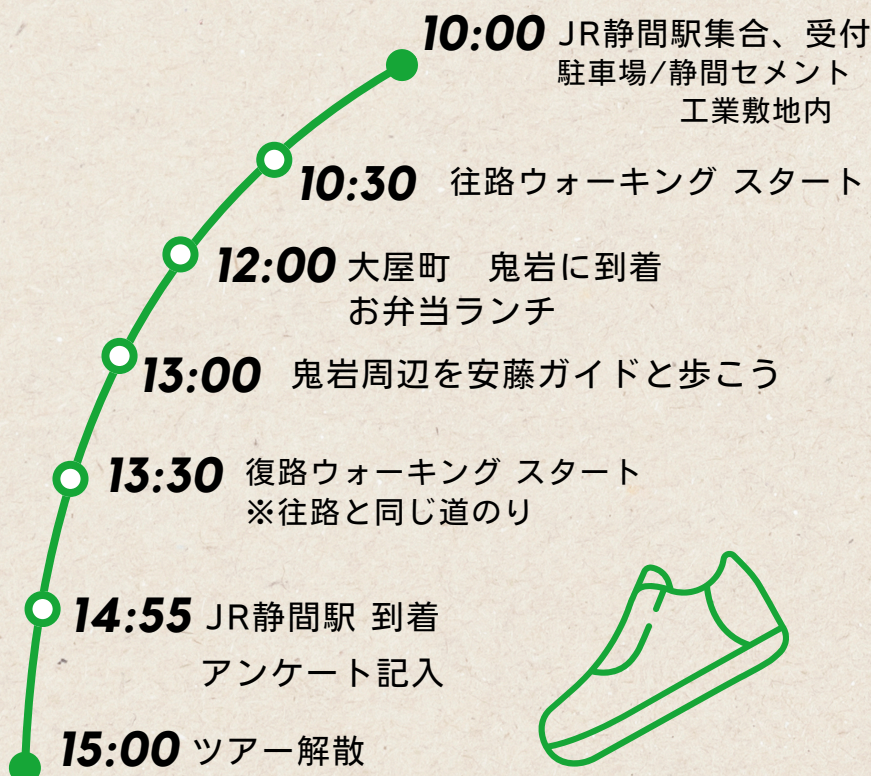 10:00 JR静間駅集合、受付
駐車場/静間セメント
工業敷地内
10:30 往路ウォーキング スタート
12:00 大屋町 鬼岩に到着
お弁当ランチ
13:00 鬼岩周辺を安藤ガイドと歩こう
13:30 復路ウォーキング スタート
※往路と同じ道のり
14:55 JR静間駅 到着
アンケート記入
15:00 ツアー解散